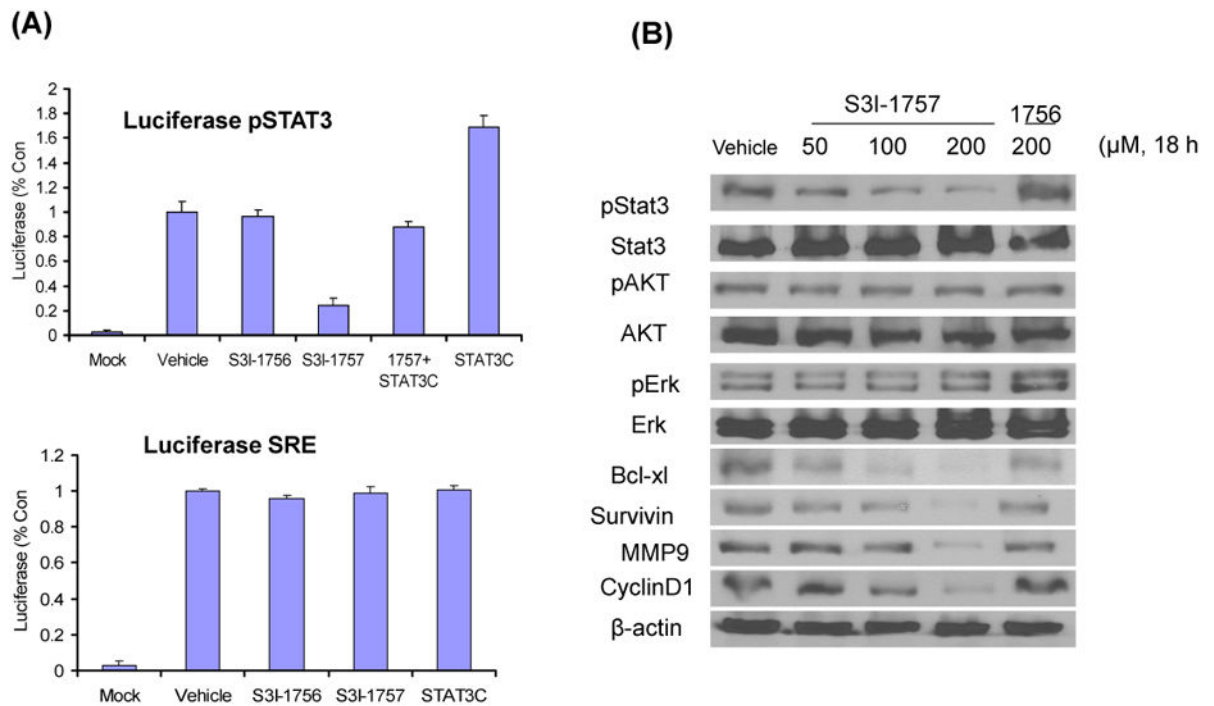 (A)
Luciferase pSTAT3
Luciferase (% Con
2
1.8
1.6
1.4
1.2
1
0.8
0.6
0.4
0.2
0
Mock Vehicle S3I-1756 S3I-1757 1757+ STAT3C
STAT3C
Luciferase SRE
Luciferase (% Con
1.2
1
0.8
0.6
0.4
0.2
0
Mock Vehicle S3I-1756 S3I-1757 STAT3C
(B)
S3I-1757 1756
Vehicle 50 100 200 200 (µM, 18 h
pStat3
Stat3
pAKT
AKT
pErk
Erk
Bcl-xl
Survivin
MMP9
CyclinD1
β-actin